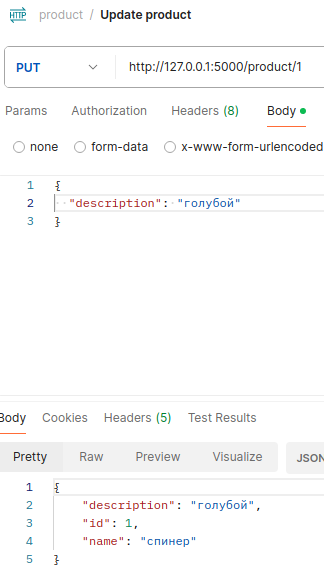 HTTP product / Update product
PUT http://127.0.0.1:5000/product/1
Params Authorization Headers (8) Body
none form-data x-www-form-urlencoded
1 {
2 "description": "голубой"
3 }
Body Cookies Headers (5) Test Results
Pretty Raw Preview Visualize JSON
1 {
2 "description": "голубой",
3 "id": 1,
4 "name": "спинер"
5 }